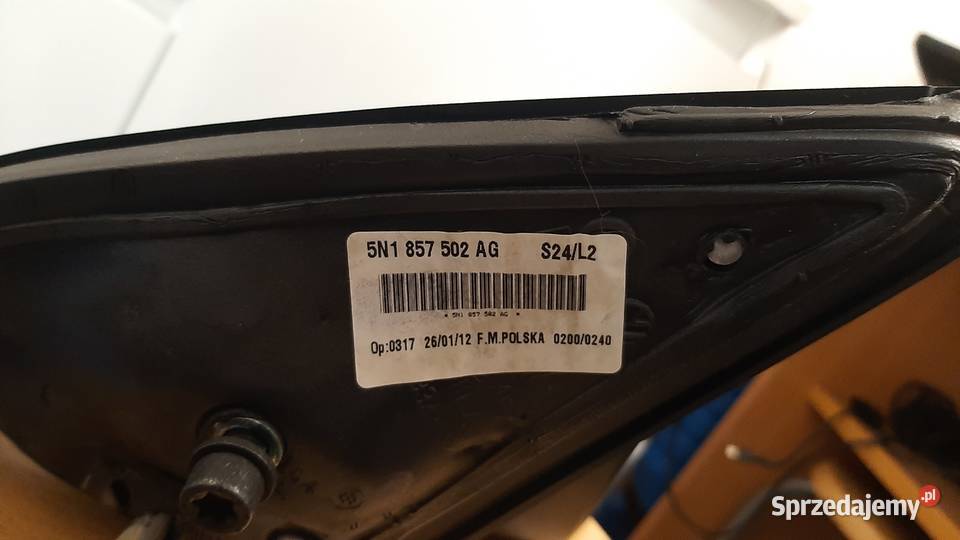 5N1 857 502 AG S24/L2
* 5N1 857 502 AG *
Op:0317 26/01/12 F.M.POLSKA 0200/0240
Sprzedajemy.pl